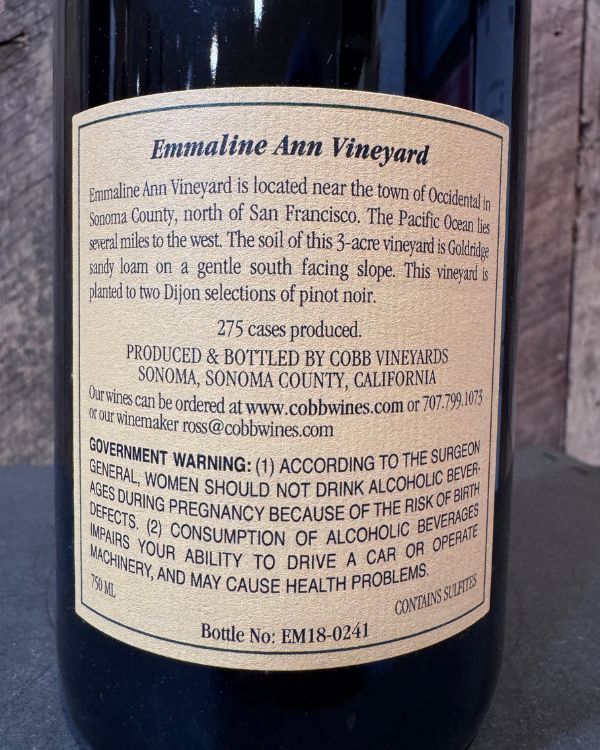 Emmaline Ann Vineyard
Emmaline Ann Vineyard is located near the town of Occidental in
Sonoma County, north of San Francisco. The Pacific Ocean lies
several miles to the west. The soil of this 3-acre vineyard is Goldridge
sandy loam on a gentle south facing slope. This vineyard is
planted to two Dijon selections of pinot noir.
275 cases produced.
PRODUCED & BOTTLED BY COBB VINEYARDS
SONOMA, SONOMA COUNTY, CALIFORNIA
Our wines can be ordered at www.cobbwines.com or 707.799.1073
or our winemaker ross@cobbwines.com
GOVERNMENT WARNING: (1) ACCORDING TO THE SURGEON
GENERAL, WOMEN SHOULD NOT DRINK ALCOHOLIC BEVER-
AGES DURING PREGNANCY BECAUSE OF THE RISK OF BIRTH
DEFECTS. (2) CONSUMPTION OF ALCOHOLIC BEVERAGES
IMPAIRS YOUR ABILITY TO DRIVE A CAR OR OPERATE
MACHINERY, AND MAY CAUSE HEALTH PROBLEMS.
750 ML
CONTAINS SULFITES
Bottle No: EM18-0241